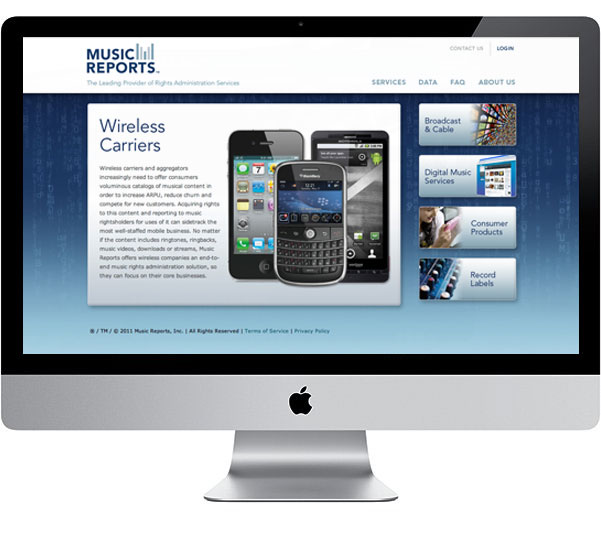 MUSIC
REPORTS™
The Leading Provider of Rights Administration Services
CONTACT US | LOGIN
SERVICES DATA FAQ ABOUT US
Wireless
Carriers
Wireless carriers and aggregators
increasingly need to offer consumers
voluminous catalogs of musical content in
order to increase ARPU, reduce churn and
compete for new customers. Acquiring rights
to this content and reporting to music
rightsholders for uses of it can sidetrack the
most well-staffed mobile business. No matter
if the content includes ringtones, ringbacks,
music videos, downloads or streams, Music
Reports offers wireless companies an end-to-
end music rights administration solution, so
they can focus on their core businesses.
BlackBerry
MOTOROLA
verizon
Broadcast
& Cable
Digital Music
Services
Consumer
Products
Record
Labels
® / TM / © 2011 Music Reports, Inc. | All Rights Reserved | Terms of Service | Privacy Policy